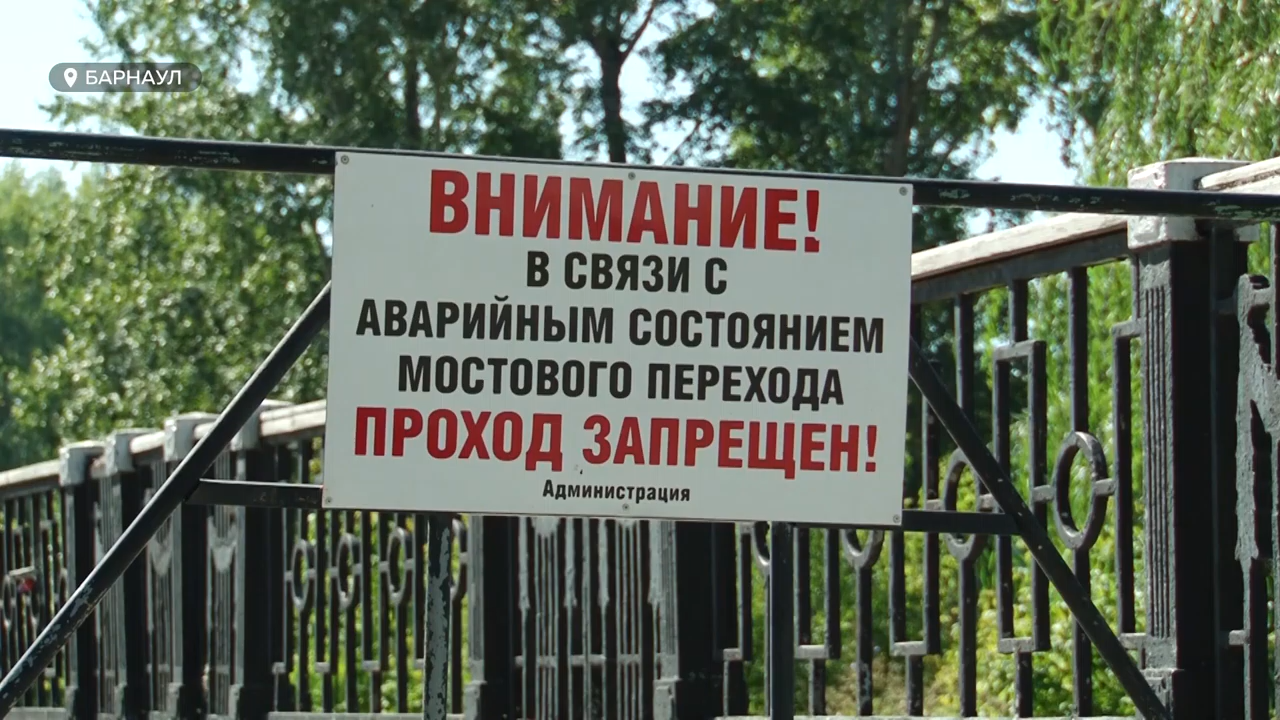 БАРНАУЛ
ВНИМАНИЕ!
В СВЯЗИ С
АВАРИЙНЫМ СОСТОЯНИЕМ
МОСТОВОГО ПЕРЕХОДА
ПРОХОД ЗАПРЕЩЕН!
Администрация